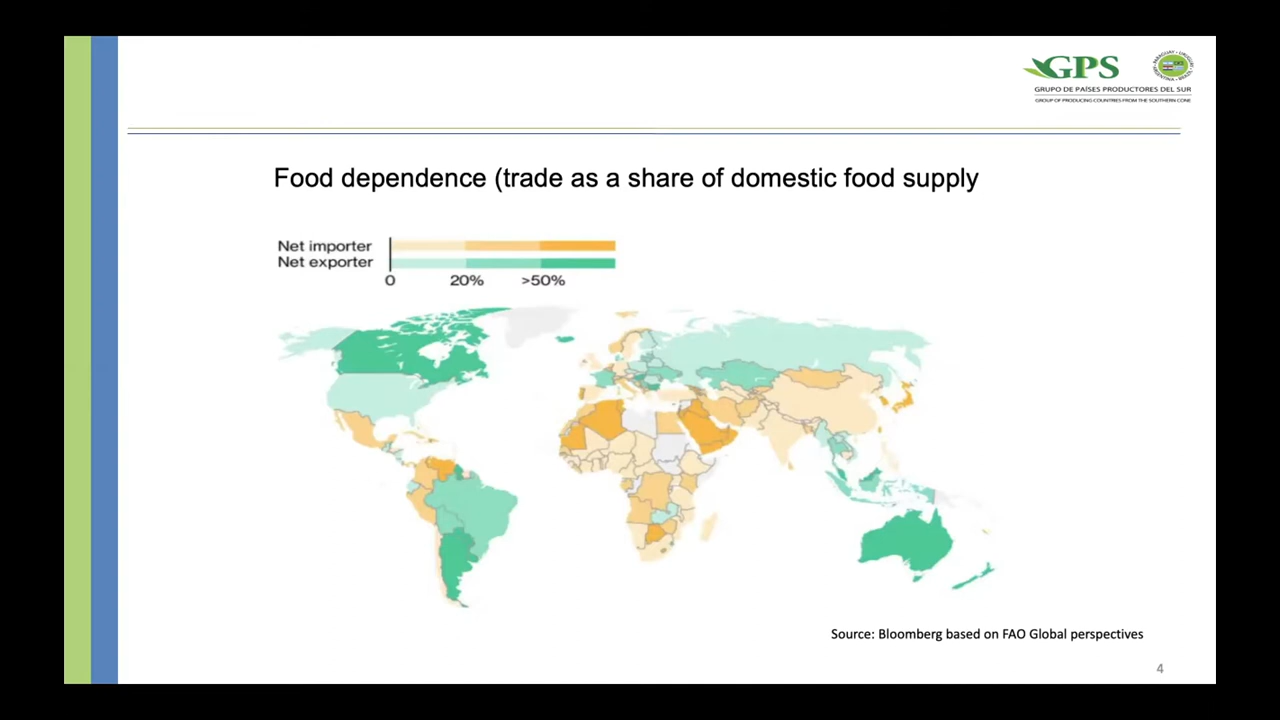 GPS
GRUPO DE PAÍSES PRODUCTORES DEL SUR
GROUP OF PRODUCING COUNTRIES FROM THE SOUTHERN CONE
Food dependence (trade as a share of domestic food supply
Net importer
Net exporter
0 20% >50%
Source: Bloomberg based on FAO Global perspectives
4